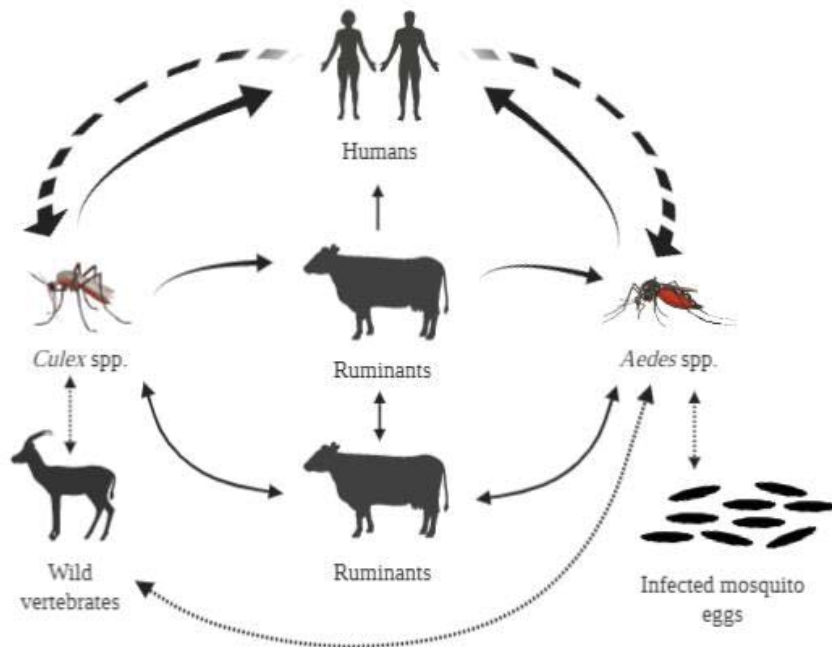 Humans
Culex spp.
Ruminants
Aedes spp.
Ruminants
Wild
vertebrates
Infected mosquito
eggs